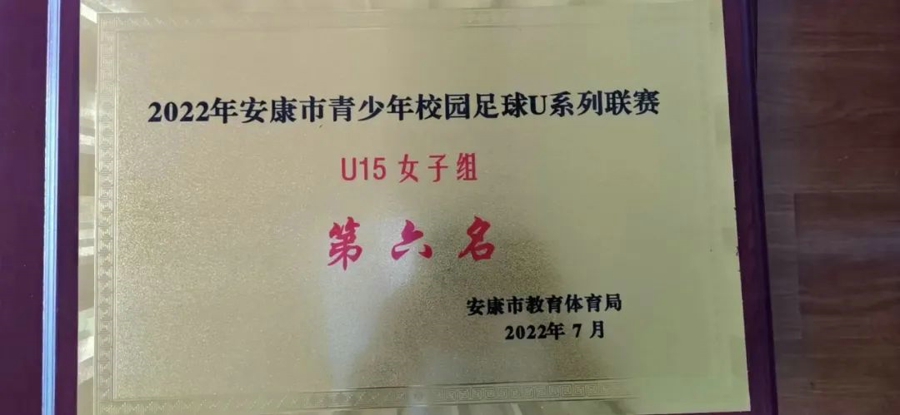 2022年安康市青少年校园足球U系列联赛
U15 女子组
第六名
安康市教育体育局
2022年 7 月